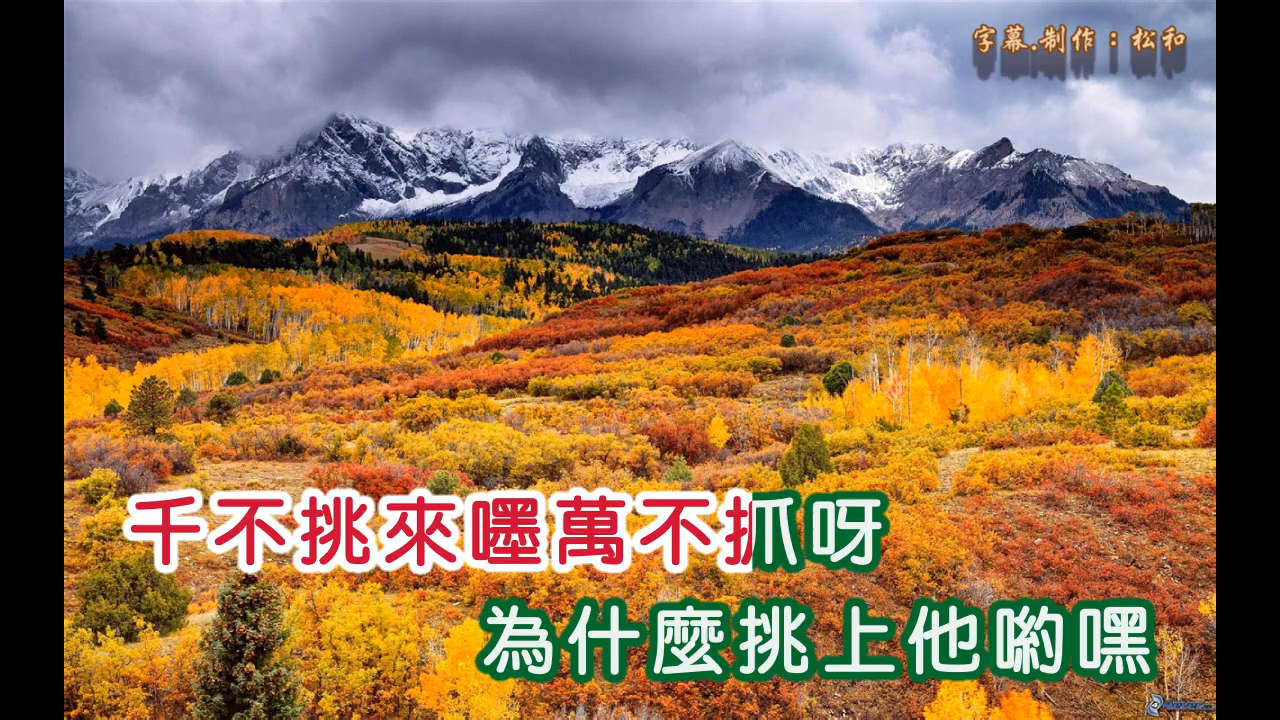 字幕.制作：松和
千不挑來嚜萬不抓呀
為什麼挑上他喲嘿